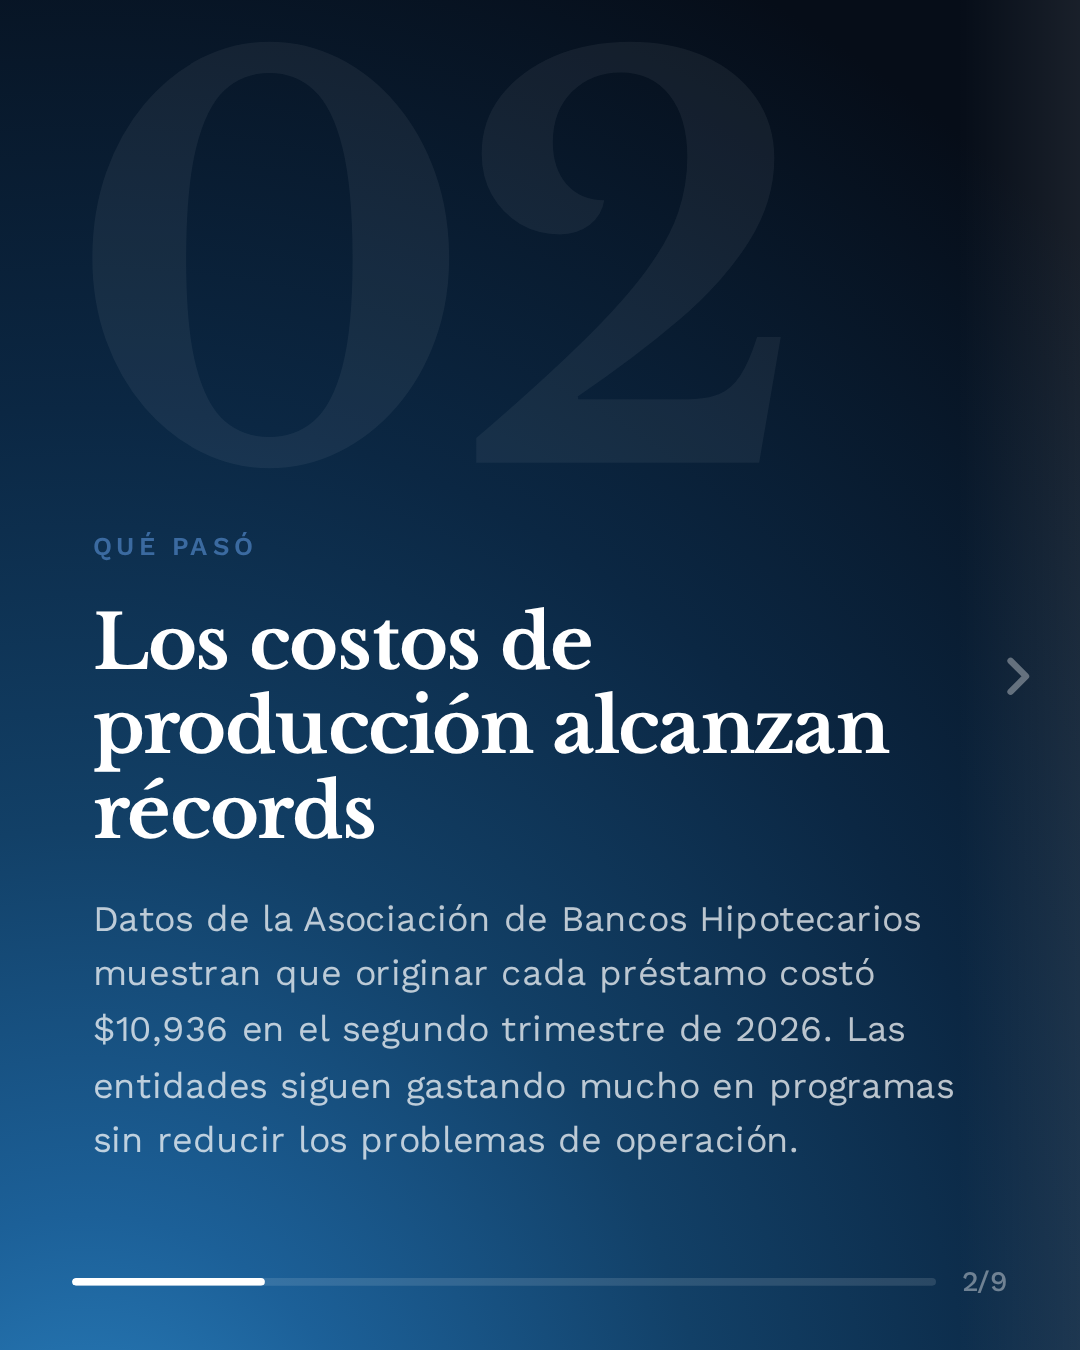 02
QUÉ PASÓ
Los costos de
producción alcanzan
récords
Datos de la Asociación de Bancos Hipotecarios
muestran que originar cada préstamo costó
$10,936 en el segundo trimestre de 2026. Las
entidades siguen gastando mucho en programas
sin reducir los problemas de operación.
2/9